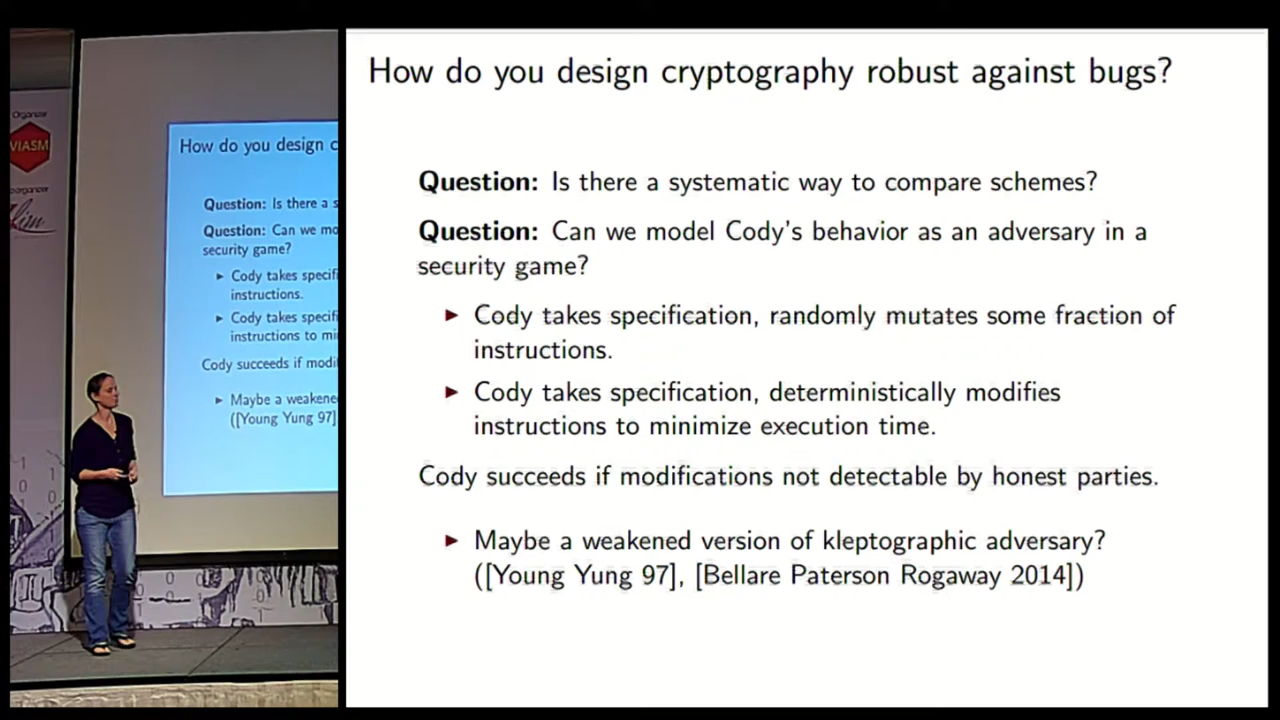 Organizer
VIASM
How do you design c
Question: Is there a s
Question: Can we mo
security game?
► Cody takes specif
instructions.
► Cody takes specif
instructions to mi
Cody succeeds if modi
► Maybe a weakene
([Young Yung 97]
How do you design cryptography robust against bugs?
Question: Is there a systematic way to compare schemes?
Question: Can we model Cody's behavior as an adversary in a
security game?
► Cody takes specification, randomly mutates some fraction of
instructions.
► Cody takes specification, deterministically modifies
instructions to minimize execution time.
Cody succeeds if modifications not detectable by honest parties.
► Maybe a weakened version of kleptographic adversary?
([Young Yung 97], [Bellare Paterson Rogaway 2014])